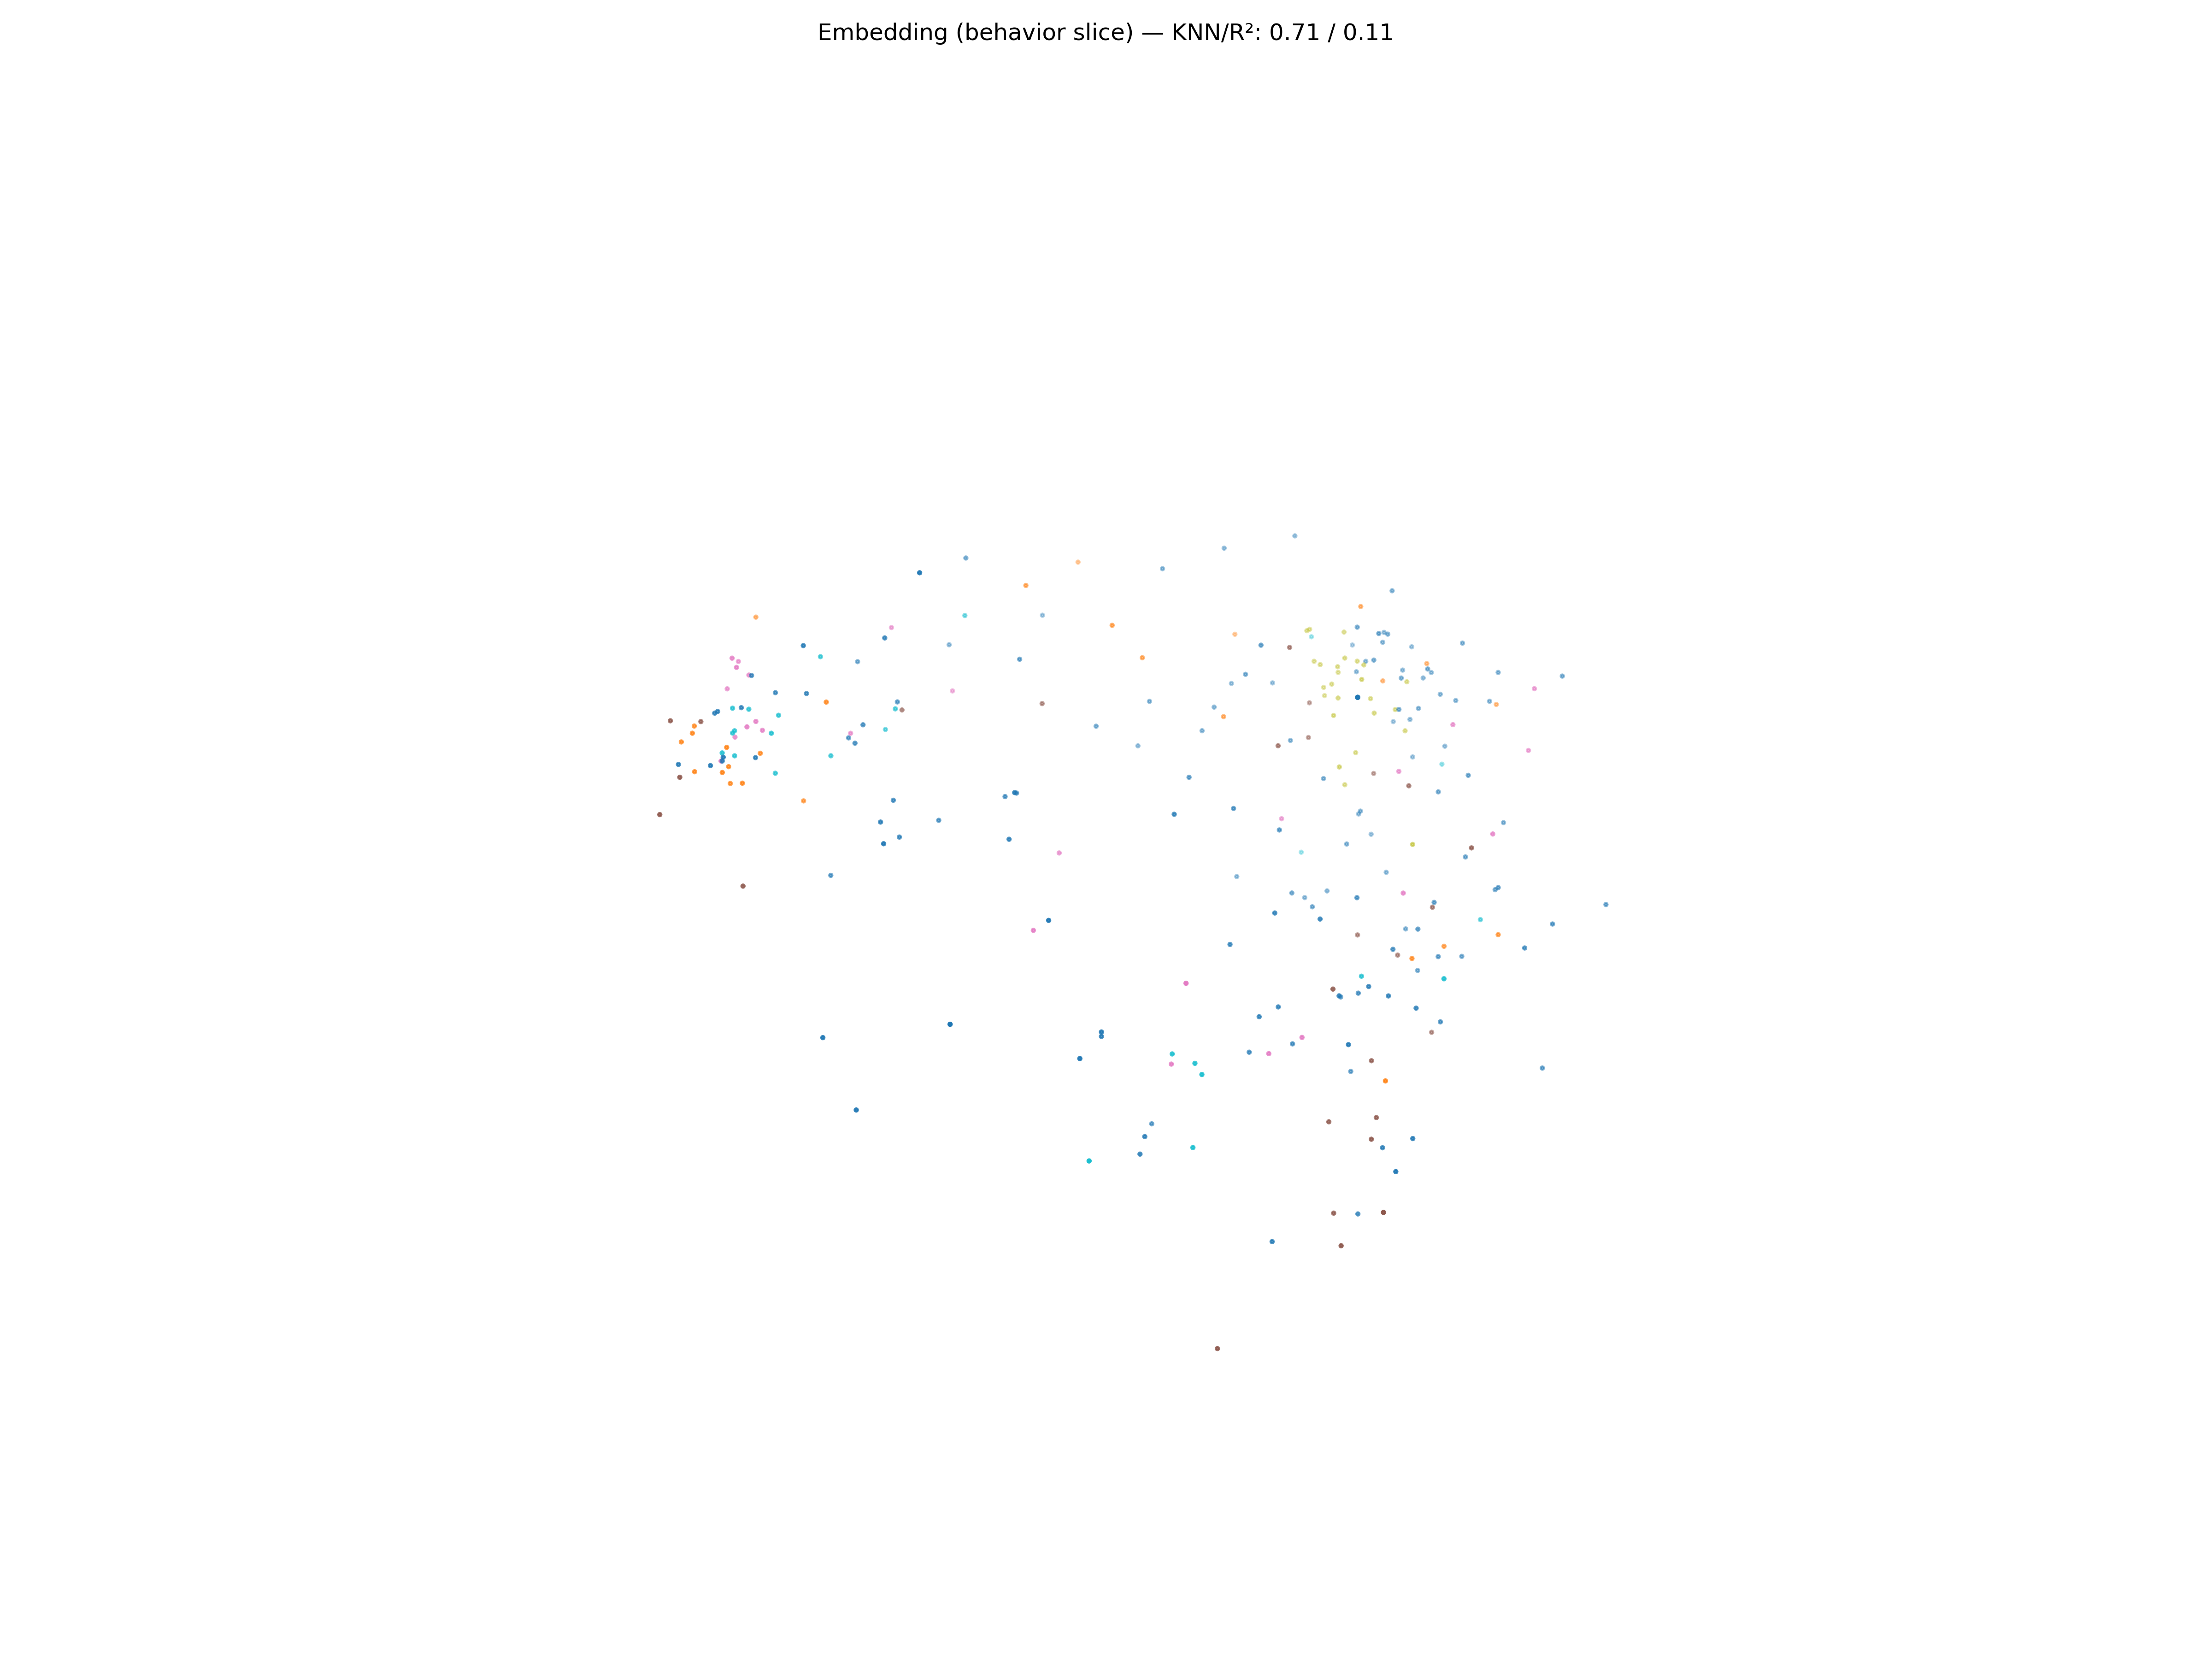 Embedding (behavior slice) — KNN/R²: 0.71 / 0.11